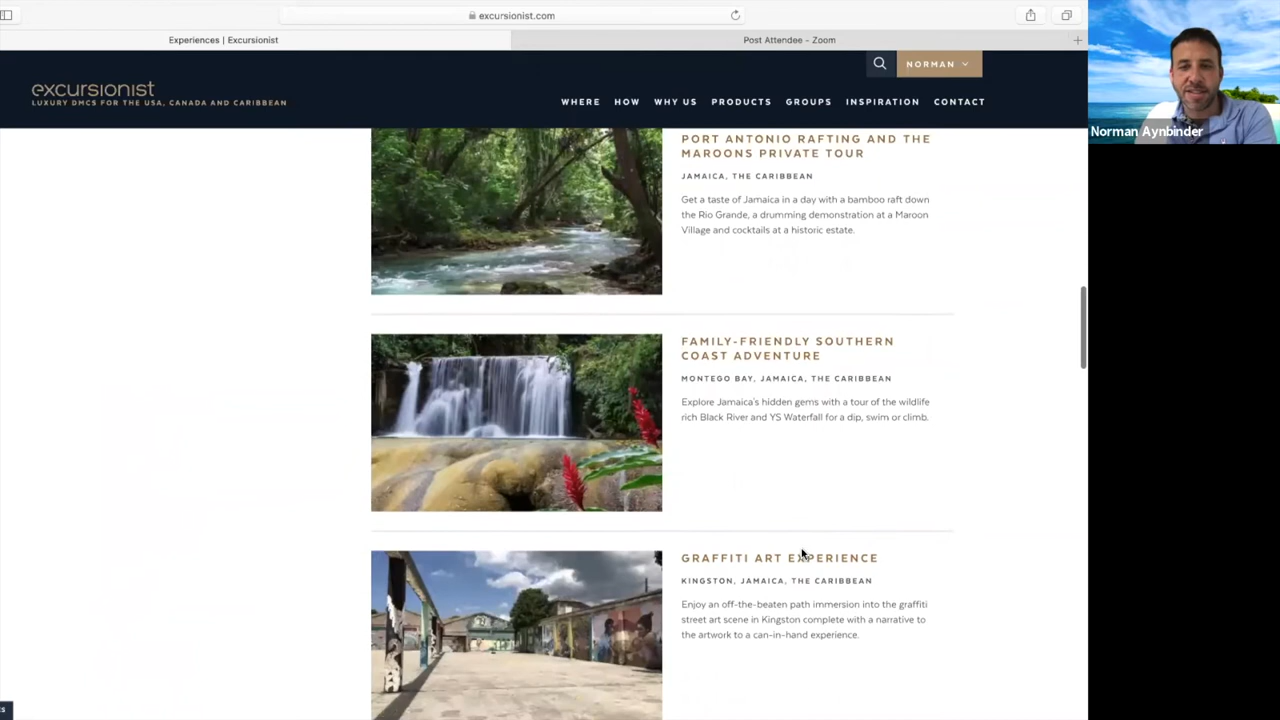 excursionist.com
Experiences | Excursionist
Post Attendee - Zoom
NORMAN
excursionist
LUXURY DMCS FOR THE USA, CANADA AND CARIBBEAN
WHERE HOW WHY US PRODUCTS GROUPS INSPIRATION CONTACT
Norman Aynbinder
PORT ANTONIO RAFTING AND THE
MAROONS PRIVATE TOUR
JAMAICA, THE CARIBBEAN
Get a taste of Jamaica in a day with a bamboo raft down
the Rio Grande, a drumming demonstration at a Maroon
Village and cocktails at a historic estate.
FAMILY-FRIENDLY SOUTHERN
COAST ADVENTURE
MONTEGO BAY, JAMAICA, THE CARIBBEAN
Explore Jamaica's hidden gems with a tour of the wildlife
rich Black River and YS Waterfall for a dip, swim or climb.
GRAFFITI ART EXPERIENCE
KINGSTON, JAMAICA, THE CARIBBEAN
Enjoy an off-the-beaten path immersion into the graffiti
street art scene in Kingston complete with a narrative to
the artwork to a can-in-hand experience.